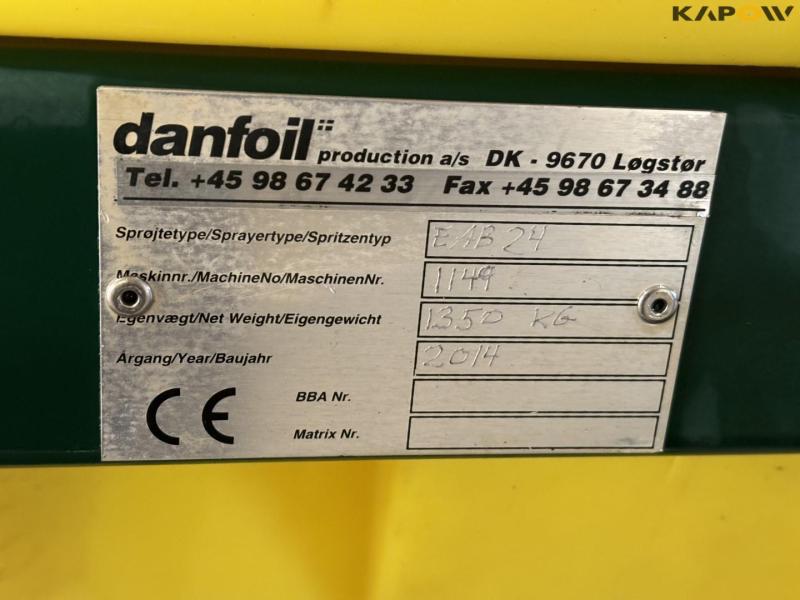 KAPOW
danfoil
production a/s DK - 9670 Løgstør
Tel. +45 98 67 42 33 Fax +45 98 67 34 88
Sprøjtetype/Sprayertype/Spritzentyp EAB 24
Maskinnr./MachineNo/MaschinenNr. 1149
Egenvægt/Net Weight/Eigengewicht 1350 KG
Argang/Year/Baujahr 2014
BBA Nr.
CE
Matrix Nr.